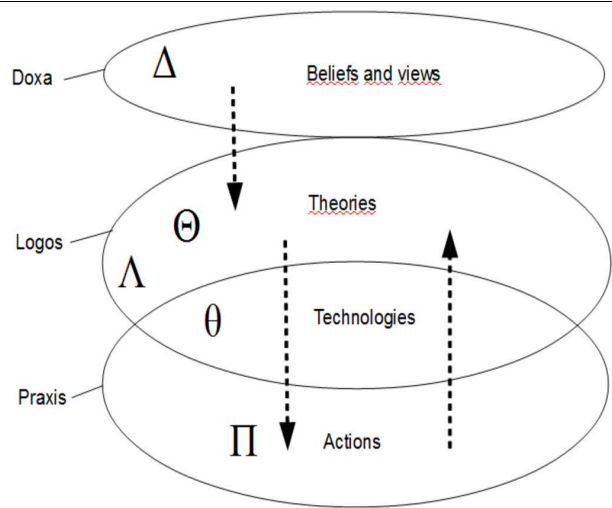 Doxa
Δ
Beliefs and views
Theories
Θ
Logos
Λ
θ
Technologies
Praxis
Π
Actions